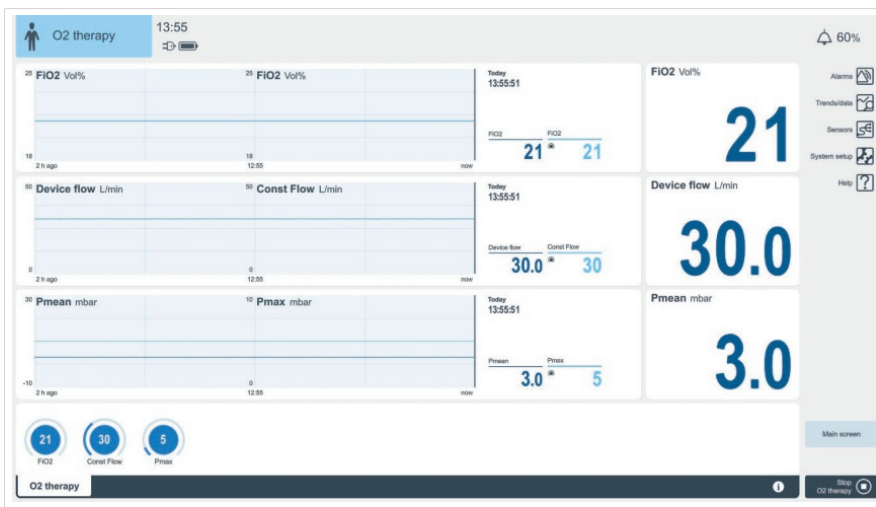 O2 therapy
13:55
60%
25 FiO2 Vol%
25 FiO2 Vol%
Today
13:55:51
FiO2 FiO2
21 21
18 18
2 h ago 12:55 now
FiO2 Vol%
21
Alarms
Trends/data
Sensors
System setup
Help ?
50 Device flow L/min
50 Const Flow L/min
Today
13:55:51
Device flow Const Flow
30.0 30
0 0
2 h ago 12:55 now
Device flow L/min
30.0
30 Pmean mbar
10 Pmax mbar
Today
13:55:51
Pmean Pmax
3.0 5
-10 0
2 h ago 12:55 now
Pmean mbar
3.0
21 30 5
FiO2 Const Flow Pmax
Main screen
O2 therapy
i
Stop
O2 therapy